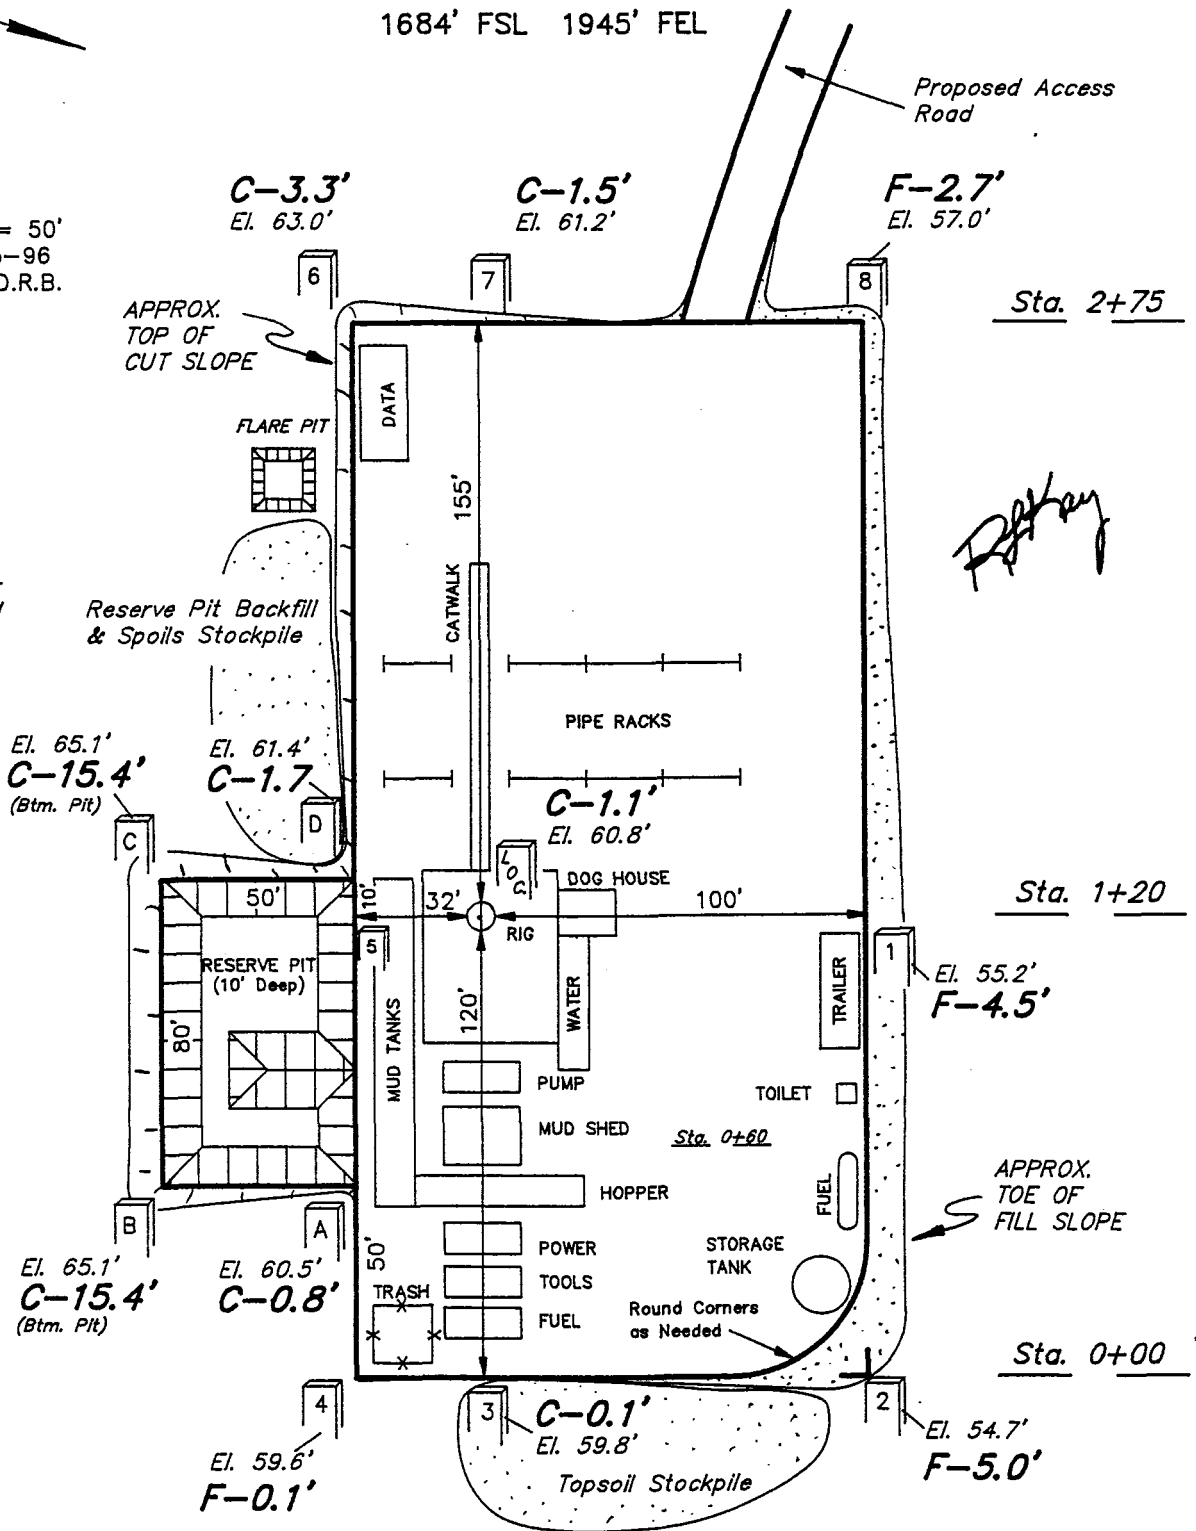 1684' FSL 1945' FEL
Proposed Access
Road
C-3.3'
El. 63.0'
C-1.5'
El. 61.2'
F-2.7'
El. 57.0'
= 50'
-96
D.R.B.
6
7
8
Sta. 2+75
APPROX.
TOP OF
CUT SLOPE
DATA
FLARE PIT
155'
CATWALK
Reserve Pit Backfill
& Spoils Stockpile
PIPE RACKS
El. 65.1'
C-15.4'
(Btm. Pit)
El. 61.4'
C-1.7
C-1.1'
El. 60.8'
C
D
LOC
DOG HOUSE
50'
10'
32'
100'
RIG
Sta. 1+20
5
1
RESERVE PIT
(10' Deep)
80'
MUD TANKS
120'
WATER
TRAILER
El. 55.2'
F-4.5'
PUMP
TOILET
MUD SHED
Sta. 0+60
HOPPER
FUEL
APPROX.
TOE OF
FILL SLOPE
B
A
El. 65.1'
C-15.4'
(Btm. Pit)
El. 60.5'
C-0.8'
50'
POWER
TOOLS
FUEL
TRASH
STORAGE
TANK
Round Corners
as Needed
Sta. 0+00
4
3
2
C-0.1'
El. 59.8'
El. 59.6'
F-0.1'
El. 54.7'
F-5.0'
Topsoil Stockpile